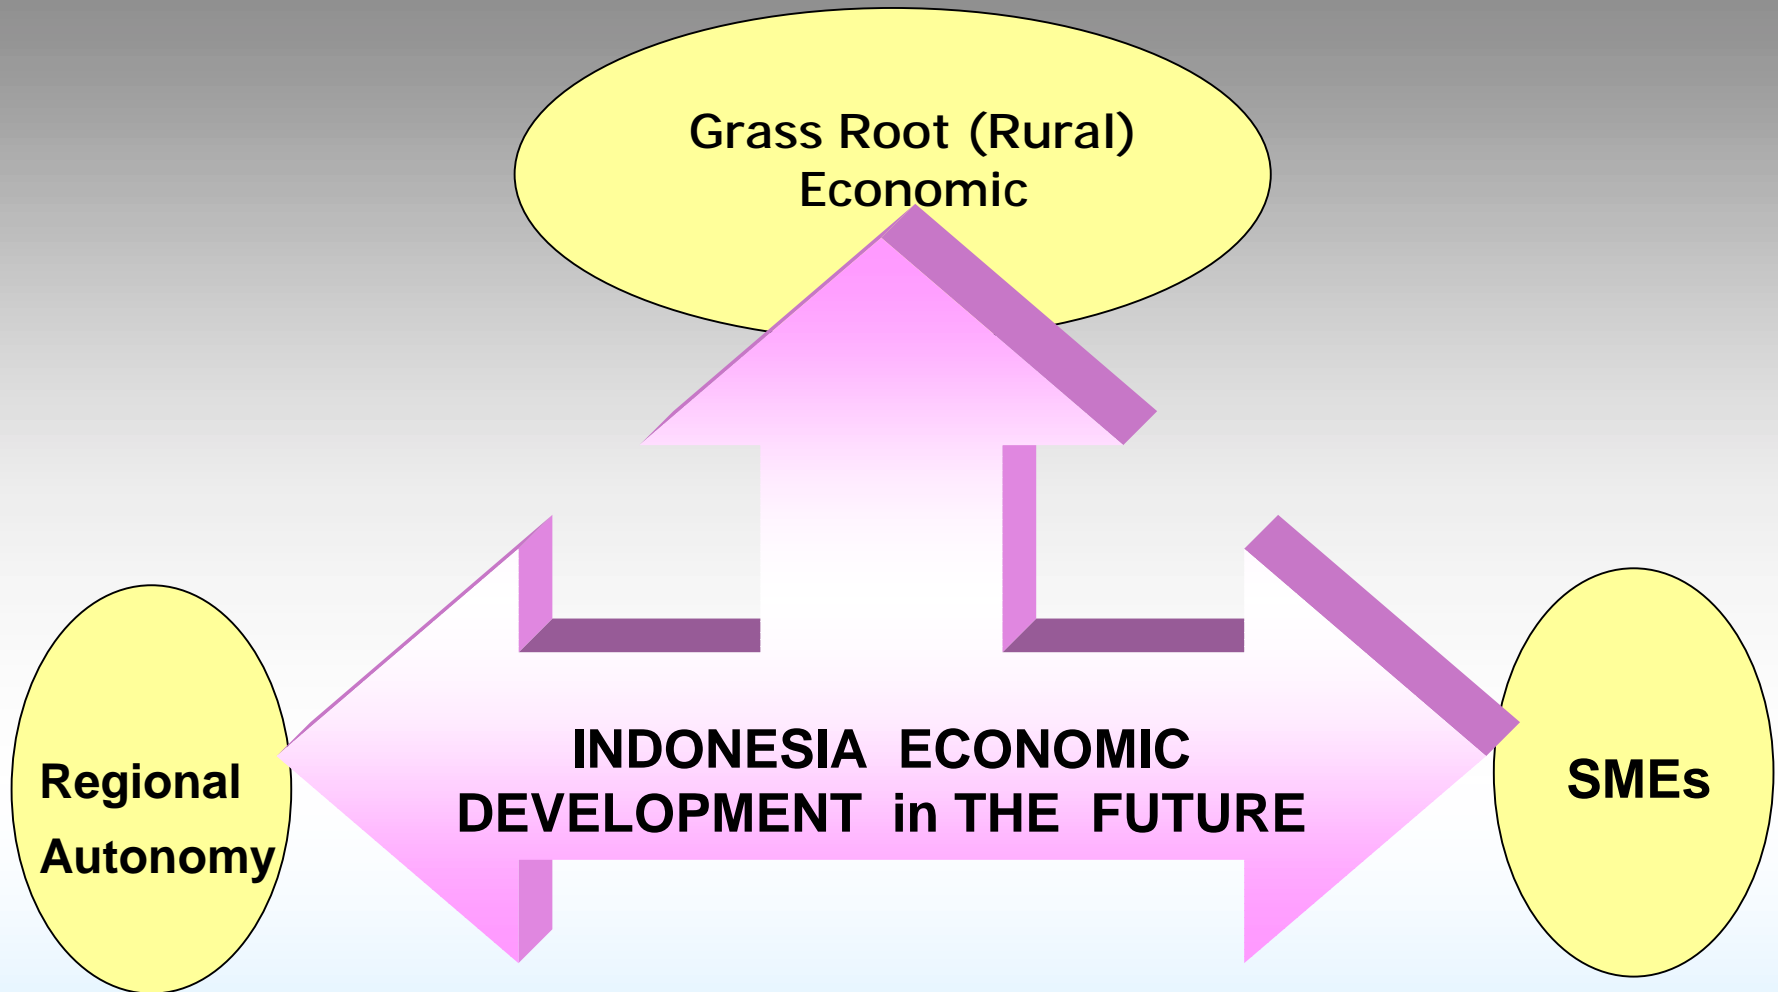 Grass Root (Rural)
Economic
Regional
Autonomy
INDONESIA ECONOMIC
DEVELOPMENT in THE FUTURE
SMEs